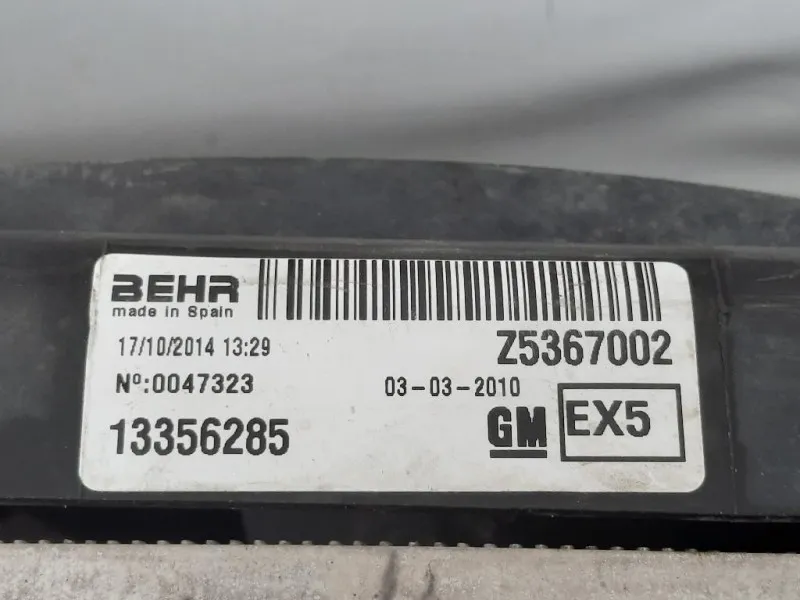 BEHR
made in Spain
17/10/2014 13:29
Z5367002
Nº:0047323
03-03-2010
13356285
GM
EX5